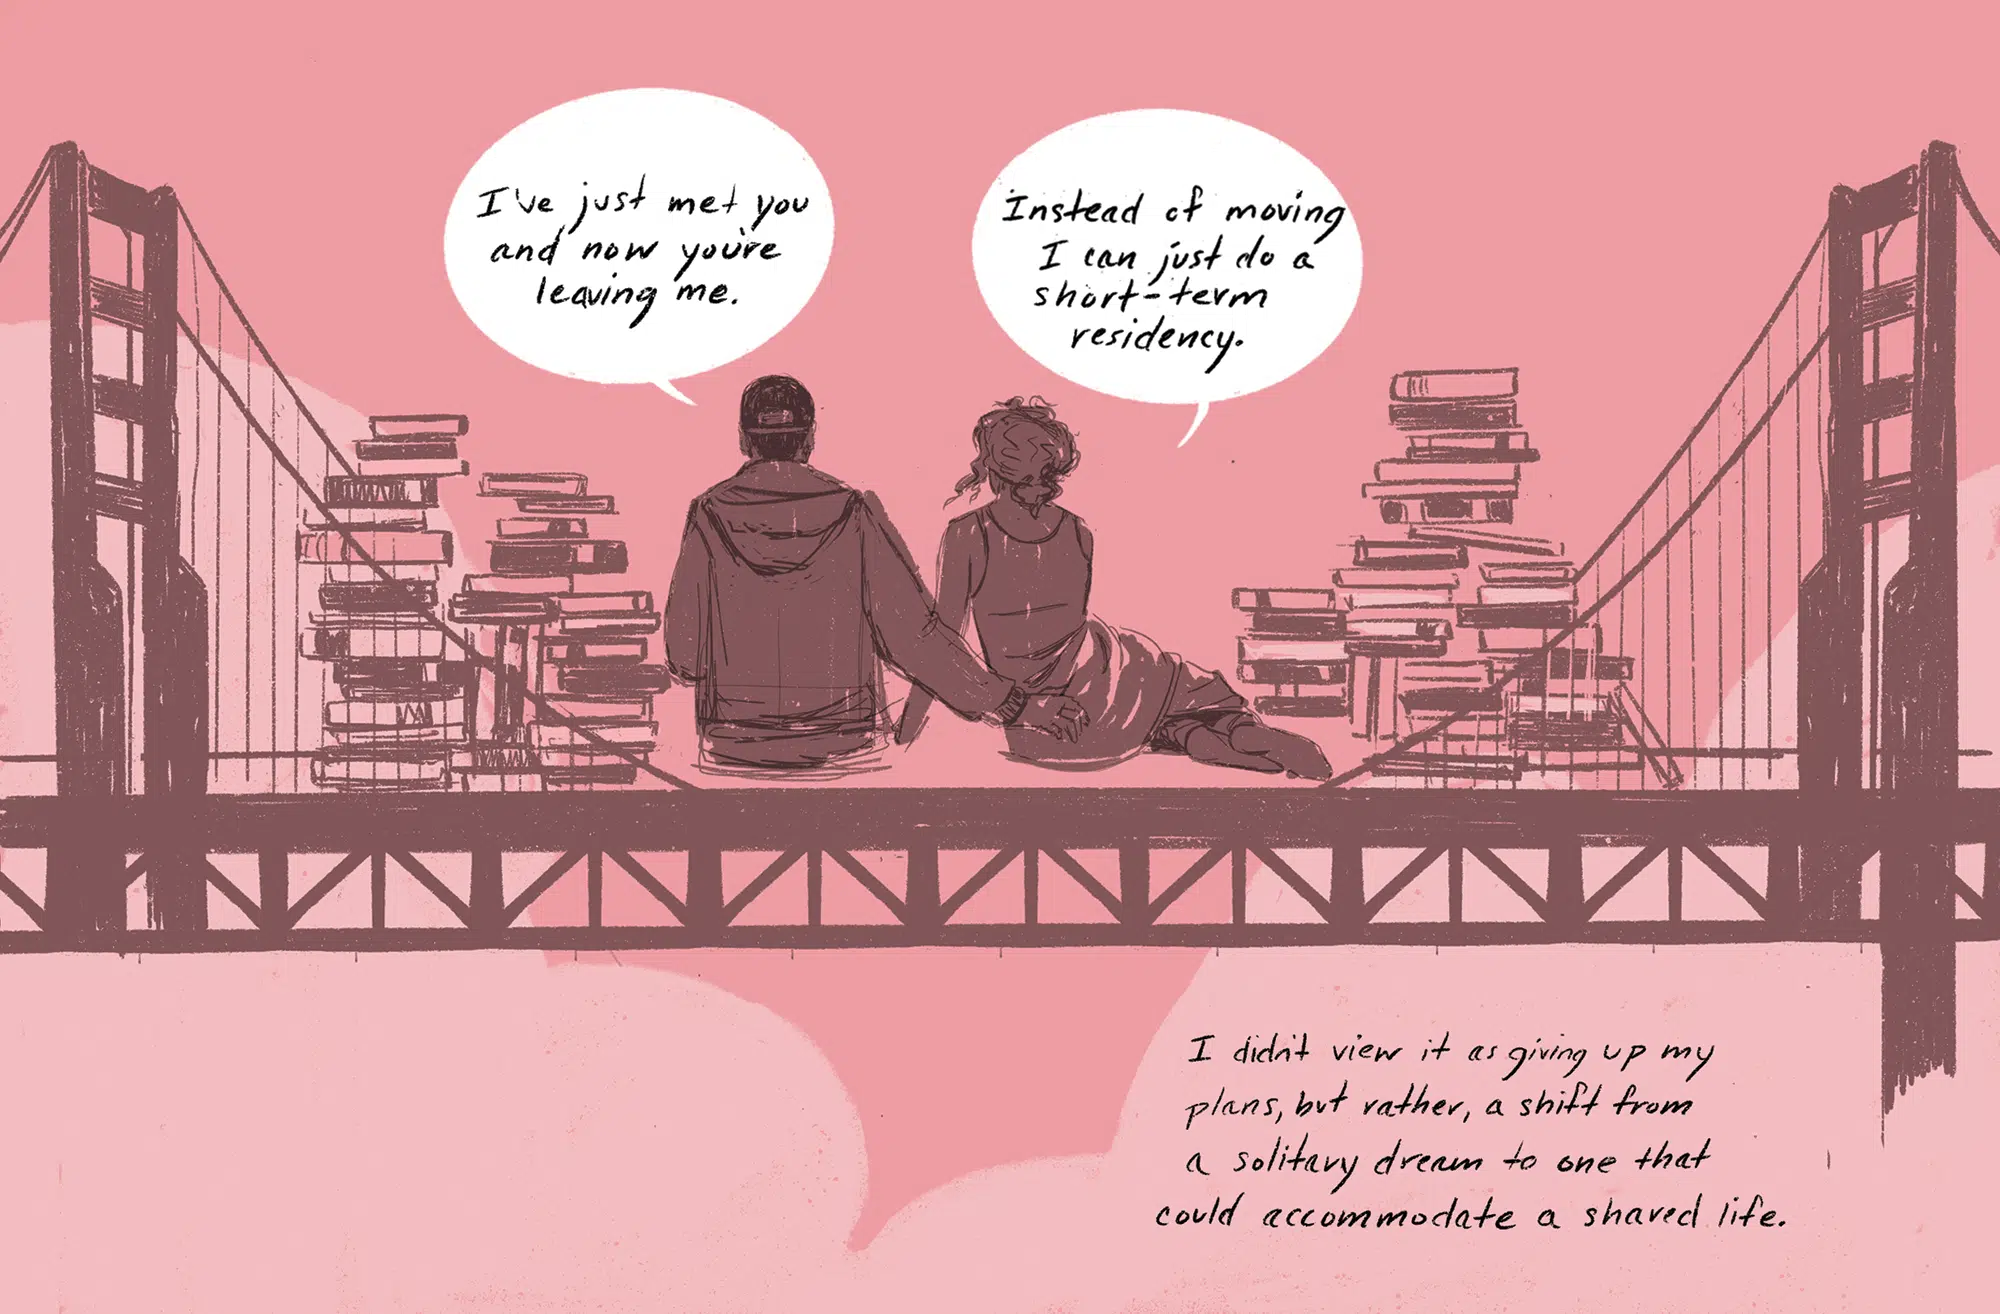 I've just met you
and now you're
leaving me.
Instead of moving
I can just do a
short-term
residency.
I didn't view it as giving up my
plans, but rather, a shift from
a solitary dream to one that
could accommodate a shared life.